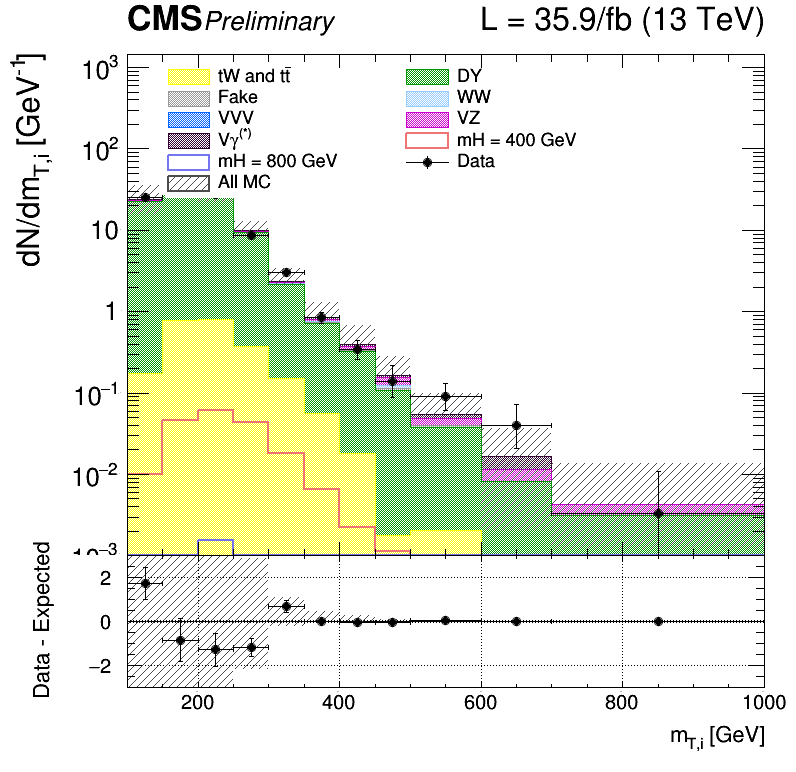 CMS Preliminary L = 35.9/fb (13 TeV)
dN/dm_T,i [GeV⁻¹]
10³
10²
10
1
10⁻¹
10⁻²
10⁻³
tW and tt̄
Fake
VVV
Vγ(*)
mH = 800 GeV
All MC
DY
WW
VZ
mH = 400 GeV
Data
Data - Expected
2
0
−2
200 400 600 800 1000
m_T,i [GeV]